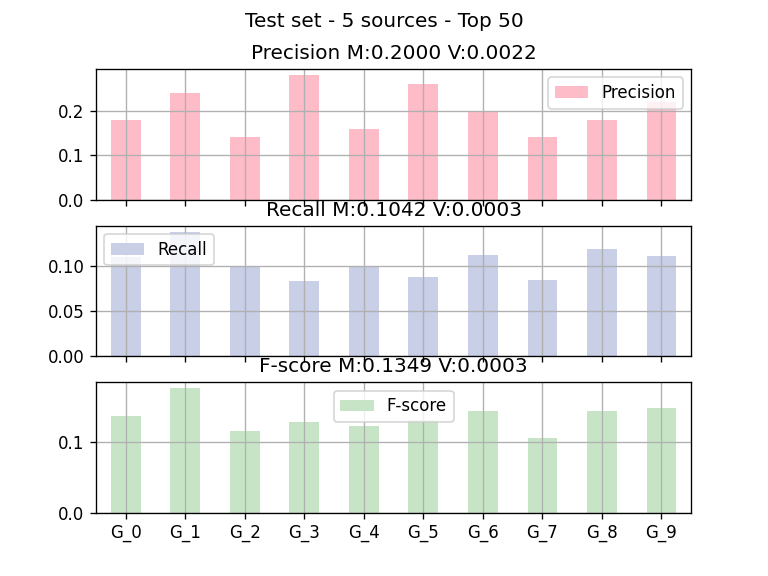 Test set - 5 sources - Top 50
Precision M:0.2000 V:0.0022
Precision
0.2
0.1
0.0
Recall M:0.1042 V:0.0003
Recall
0.10
0.05
0.00
F-score M:0.1349 V:0.0003
F-score
0.1
0.0
G_0 G_1 G_2 G_3 G_4 G_5 G_6 G_7 G_8 G_9